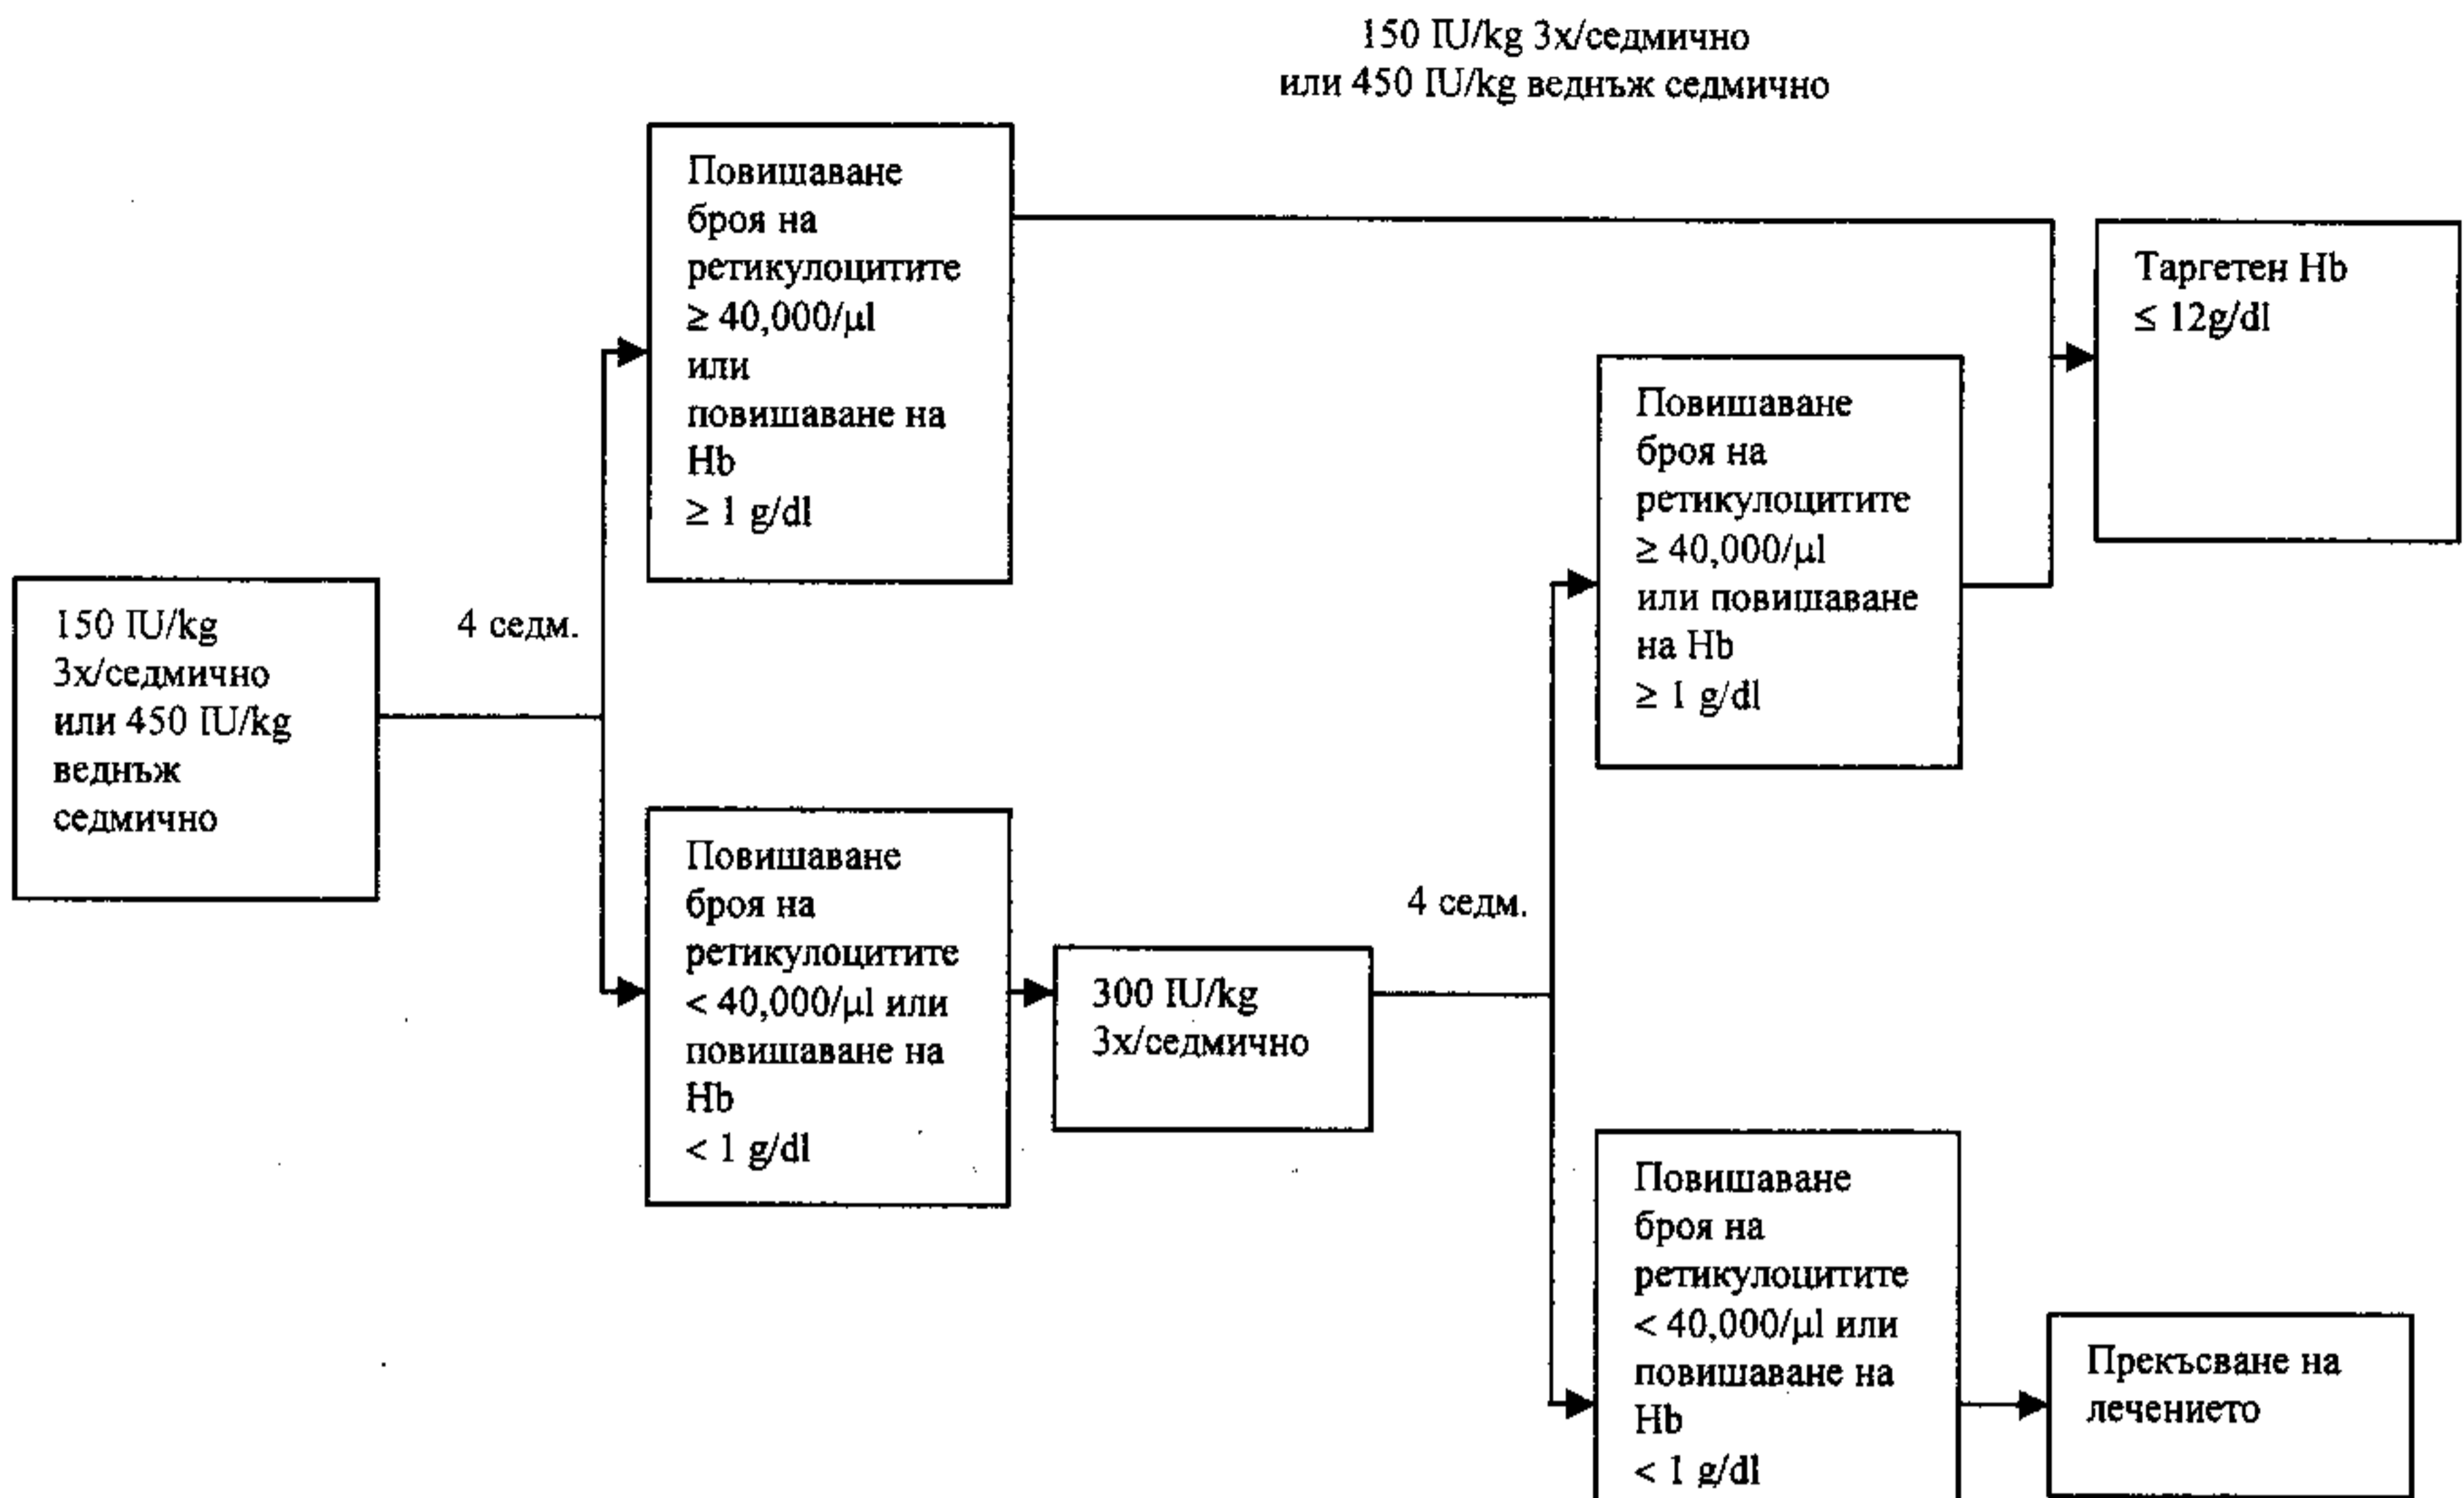 150 IU/kg 3x/седмично
или 450 IU/kg веднъж седмично
Повишаване
броя на
ретикулоцитите
≥ 40,000/µl
или
повишаване на
Hb
≥ 1 g/dl
Таргетен Hb
≤ 12g/dl
Повишаване
броя на
ретикулоцитите
≥ 40,000/µl
или повишаване
на Hb
≥ 1 g/dl
150 IU/kg
3x/седмично
или 450 IU/kg
веднъж
седмично
4 седм.
Повишаване
броя на
ретикулоцитите
< 40,000/µl или
повишаване на
Hb
< 1 g/dl
300 IU/kg
3x/седмично
4 седм.
Повишаване
броя на
ретикулоцитите
< 40,000/µl или
повишаване на
Hb
< 1 g/dl
Прекъсване на
лечението